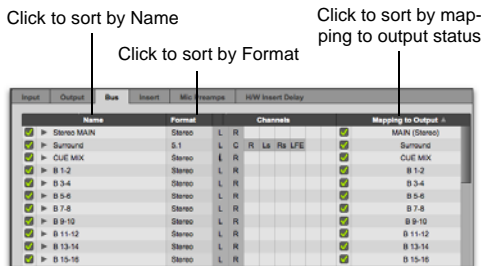 Click to sort by Name
Click to sort by map-
ping to output status
Click to sort by Format
Input Output Bus Insert Mic Preamps H/W Insert Delay
Name Format Channels Mapping to Output
Stereo MAIN Stereo L R MAIN (Stereo)
Surround 5.1 L C R Ls Rs LFE Surround
CUE MIX Stereo L R CUE MIX
B 1-2 Stereo L R B 1-2
B 3-4 Stereo L R B 3-4
B 5-6 Stereo L R B 5-6
B 7-8 Stereo L R B 7-8
B 9-10 Stereo L R B 9-10
B 11-12 Stereo L R B 11-12
B 13-14 Stereo L R B 13-14
B 15-16 Stereo L R B 15-16